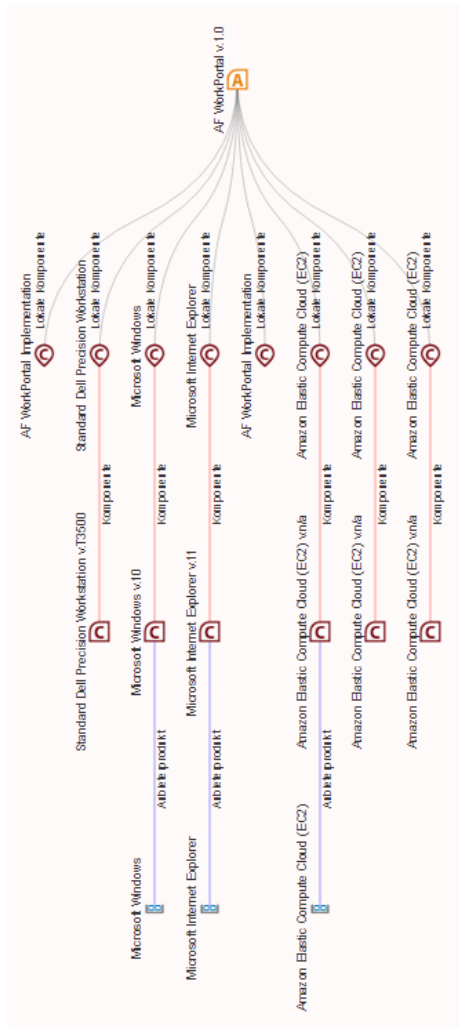 AF WorkPortal v.1.0
AF WorkPortal Implementation
Lokale Komponente
Standard Dell Precision Workstation
Lokale Komponente
Standard Dell Precision Workstation v.T3500
Komponente
Microsoft Windows
Lokale Komponente
Microsoft Windows v.10
Komponente
Microsoft Windows
Anbieterprodukt
Microsoft Internet Explorer
Lokale Komponente
Microsoft Internet Explorer v.11
Komponente
Microsoft Internet Explorer
Anbieterprodukt
AF WorkPortal Implementation
Lokale Komponente
Amazon Elastic Compute Cloud (EC2)
Lokale Komponente
Amazon Elastic Compute Cloud (EC2) v.n/a
Komponente
Amazon Elastic Compute Cloud (EC2)
Anbieterprodukt
Amazon Elastic Compute Cloud (EC2)
Lokale Komponente
Amazon Elastic Compute Cloud (EC2) v.n/a
Komponente
Amazon Elastic Compute Cloud (EC2)
Lokale Komponente
Amazon Elastic Compute Cloud (EC2) v.n/a
Komponente